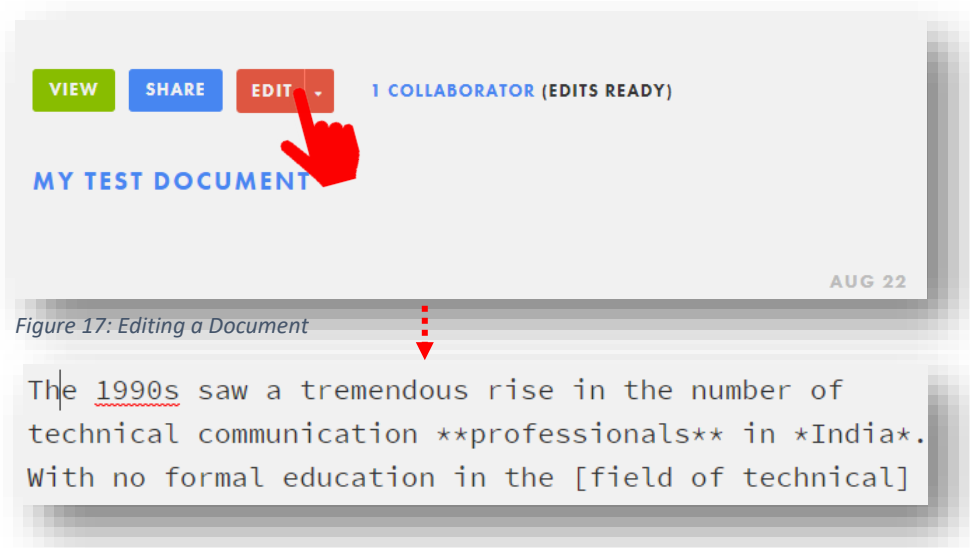 VIEW SHARE EDIT 1 COLLABORATOR (EDITS READY)
MY TEST DOCUMENT
AUG 22
Figure 17: Editing a Document
The 1990s saw a tremendous rise in the number of
technical communication **professionals** in *India*.
With no formal education in the [field of technical]